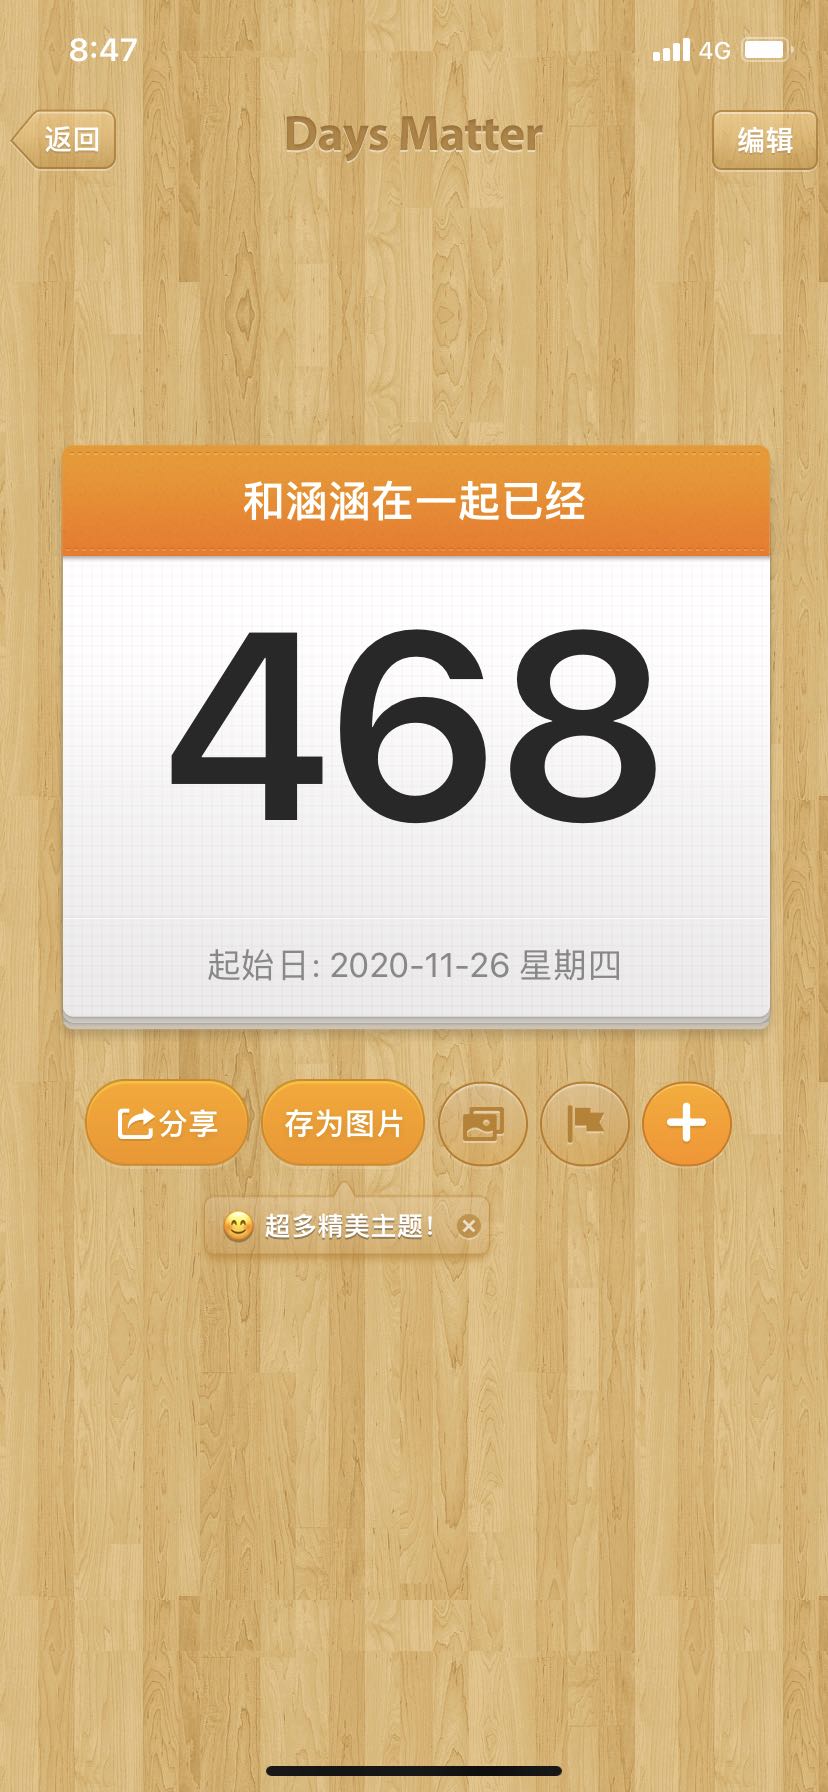 8:47
4G
返回
Days Matter
编辑
和涵涵在一起已经
468
起始日: 2020-11-26 星期四
分享
存为图片
超多精美主题！